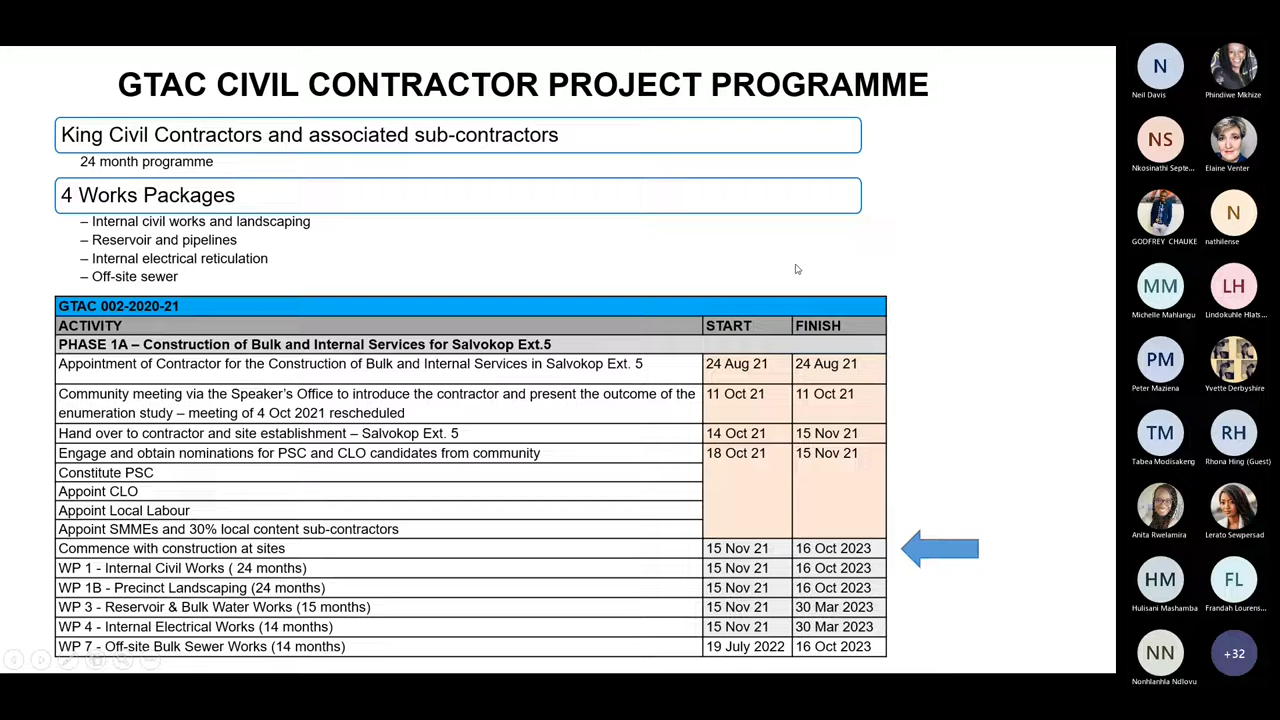 GTAC CIVIL CONTRACTOR PROJECT PROGRAMME
King Civil Contractors and associated sub-contractors
24 month programme
4 Works Packages
– Internal civil works and landscaping
– Reservoir and pipelines
– Internal electrical reticulation
– Off-site sewer
GTAC 002-2020-21
ACTIVITY START FINISH
PHASE 1A – Construction of Bulk and Internal Services for Salvokop Ext.5
Appointment of Contractor for the Construction of Bulk and Internal Services in Salvokop Ext. 5 24 Aug 21 24 Aug 21
Community meeting via the Speaker's Office to introduce the contractor and present the outcome of the 11 Oct 21 11 Oct 21
enumeration study – meeting of 4 Oct 2021 rescheduled
Hand over to contractor and site establishment – Salvokop Ext. 5 14 Oct 21 15 Nov 21
Engage and obtain nominations for PSC and CLO candidates from community 18 Oct 21 15 Nov 21
Constitute PSC
Appoint CLO
Appoint Local Labour
Appoint SMMEs and 30% local content sub-contractors
Commence with construction at sites 15 Nov 21 16 Oct 2023
WP 1 - Internal Civil Works ( 24 months) 15 Nov 21 16 Oct 2023
WP 1B - Precinct Landscaping (24 months) 15 Nov 21 16 Oct 2023
WP 3 - Reservoir & Bulk Water Works (15 months) 15 Nov 21 30 Mar 2023
WP 4 - Internal Electrical Works (14 months) 15 Nov 21 30 Mar 2023
WP 7 - Off-site Bulk Sewer Works (14 months) 19 July 2022 16 Oct 2023
N
Neil Davis Phindiwe Mkhize
NS
Nkosinathi Septe... Elaine Venter
N
GODFREY CHAUKE nathilense
MM LH
Michelle Mahlangu Lindokuhle Hlats...
PM
Peter Maziena Yvette Derbyshire
TM RH
Tabea Modisakeng Rhona Hing (Guest)
Anita Rwelamira Lerato Sewpersad
HM FL
Hulisani Mashamba Frandah Lourens...
NN +32
Nonhlanhla Ndlovu